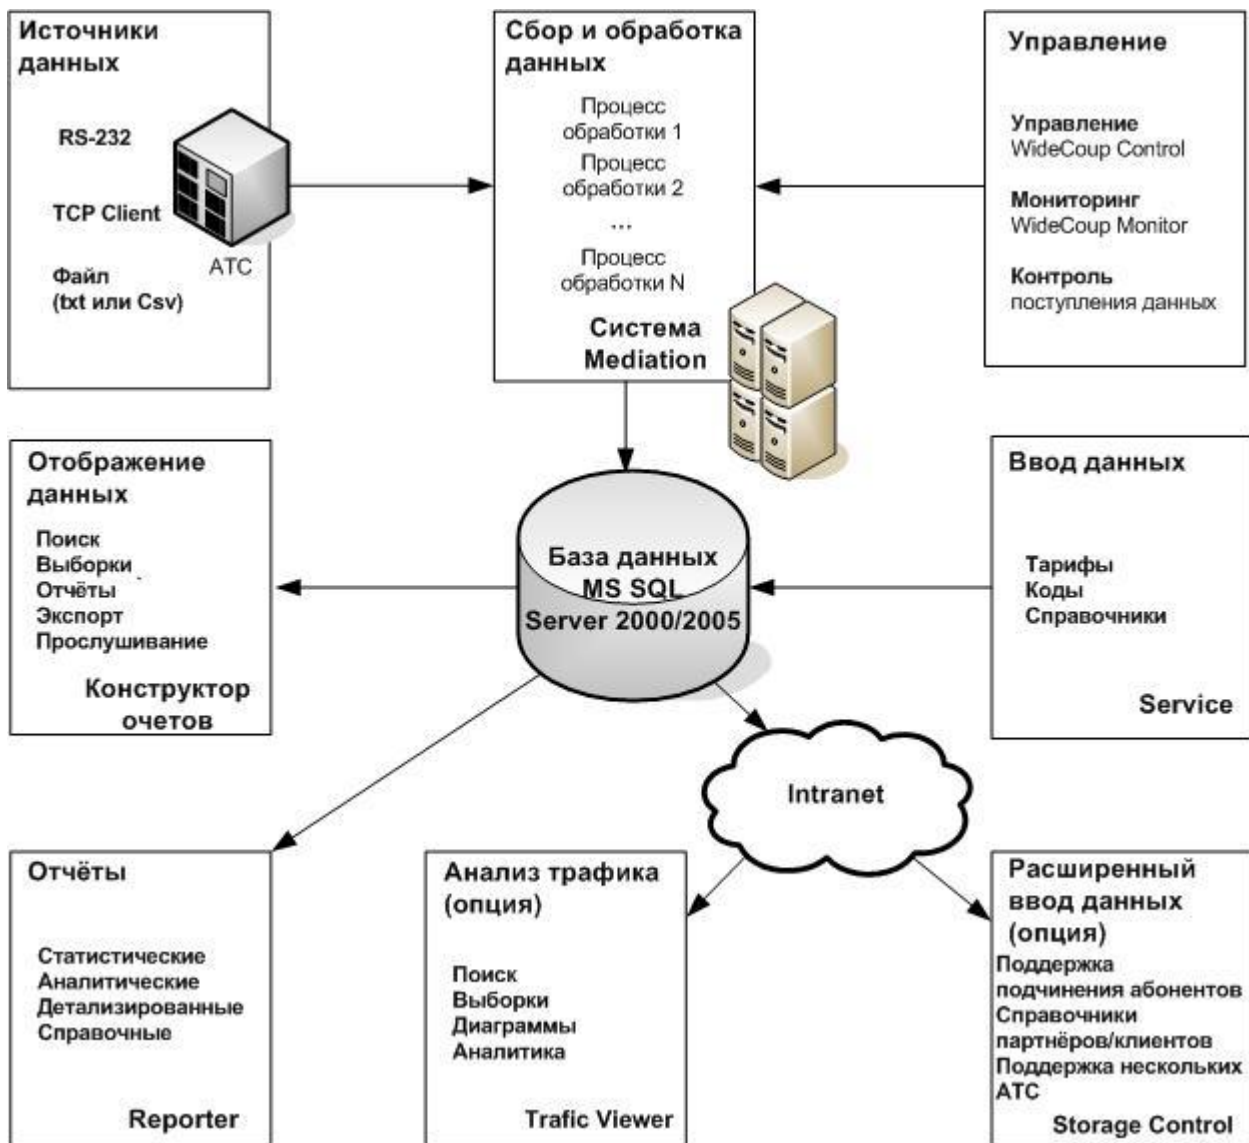 Источники
данных
RS-232
TCP Client
Файл
(txt или Csv)
АТС
Сбор и обработка
данных
Процесс
обработки 1
Процесс
обработки 2
...
Процесс
обработки N
Система
Mediation
Управление
Управление
WideCoup Control
Мониторинг
WideCoup Monitor
Контроль
поступления данных
Отображение
данных
Поиск
Выборки
Отчёты
Экспорт
Прослушивание
Конструктор
очетов
База данных
MS SQL
Server 2000/2005
Ввод данных
Тарифы
Коды
Справочники
Service
Intranet
Отчёты
Статистические
Аналитические
Детализированные
Справочные
Reporter
Анализ трафика
(опция)
Поиск
Выборки
Диаграммы
Аналитика
Trafic Viewer
Расширенный
ввод данных
(опция)
Поддержка
подчинения абонентов
Справочники
партнёров/клиентов
Поддержка нескольких
АТС
Storage Control